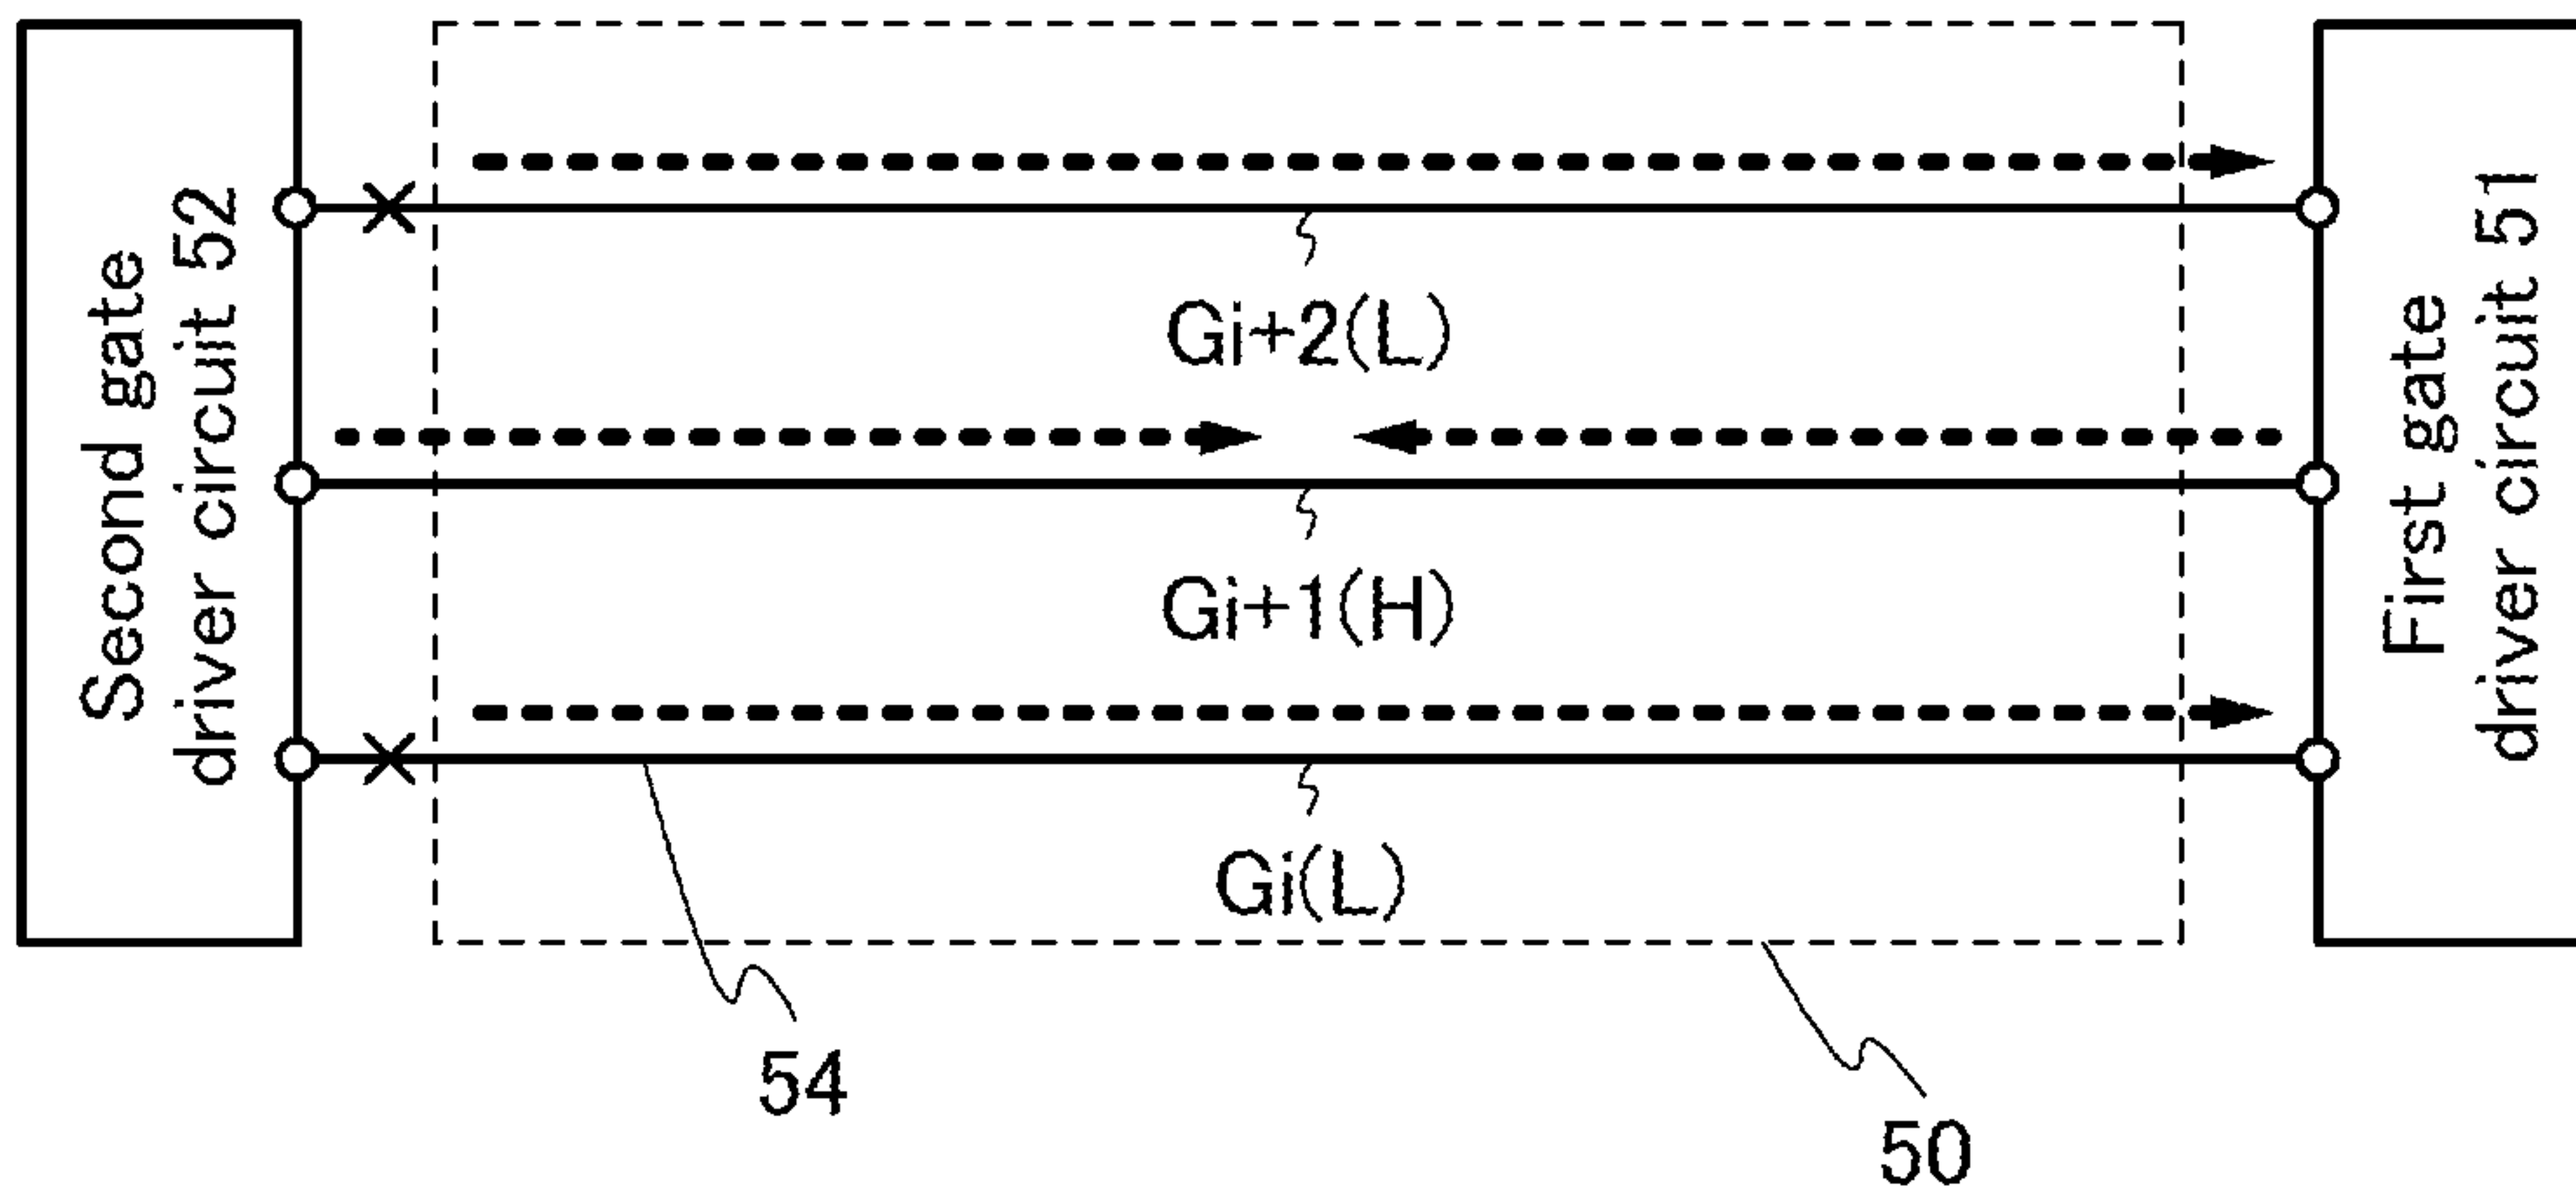 Second gate
driver circuit 52
Gi+2(L)
Gi+1(H)
Gi(L)
First gate
driver circuit 51
54
50